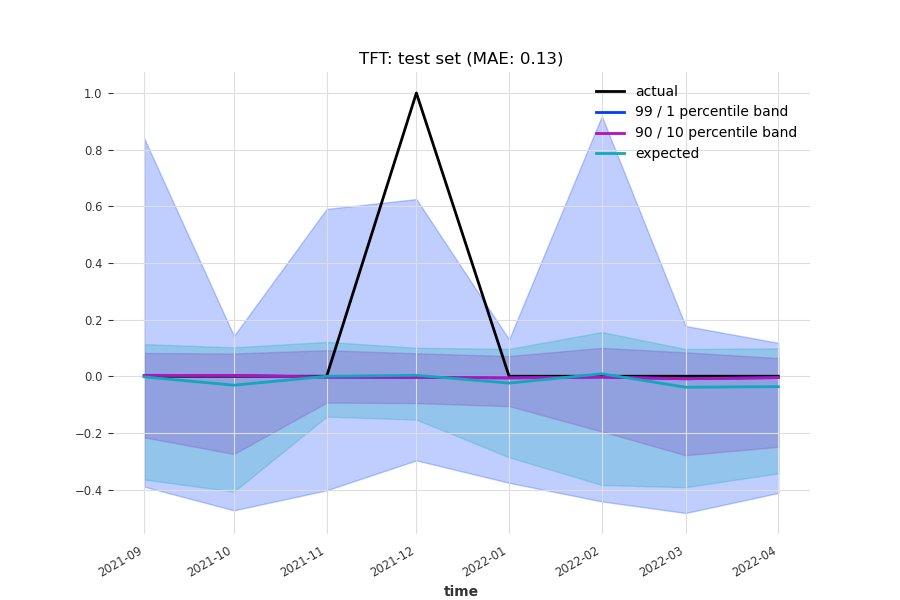 TFT: test set (MAE: 0.13)
actual
99 / 1 percentile band
90 / 10 percentile band
expected
1.0
0.8
0.6
0.4
0.2
0.0
−0.2
−0.4
2021-09
2021-10
2021-11
2021-12
2022-01
2022-02
2022-03
2022-04
time